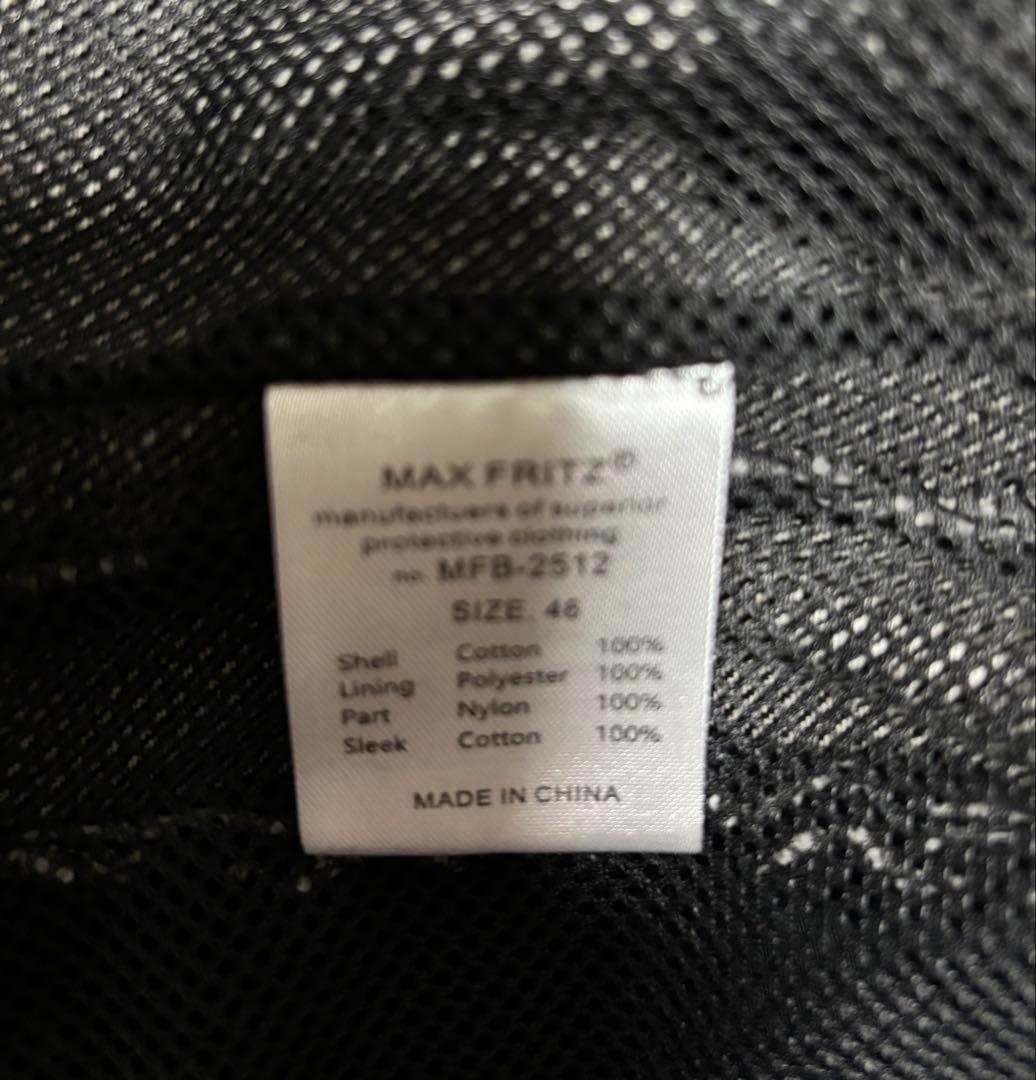 MAX FRITZ®
manufactuers of superior
protective clothing
no. MFB-2512
SIZE. 46
Shell Cotton 100%
Lining Polyester 100%
Part Nylon 100%
Sleek Cotton 100%
MADE IN CHINA